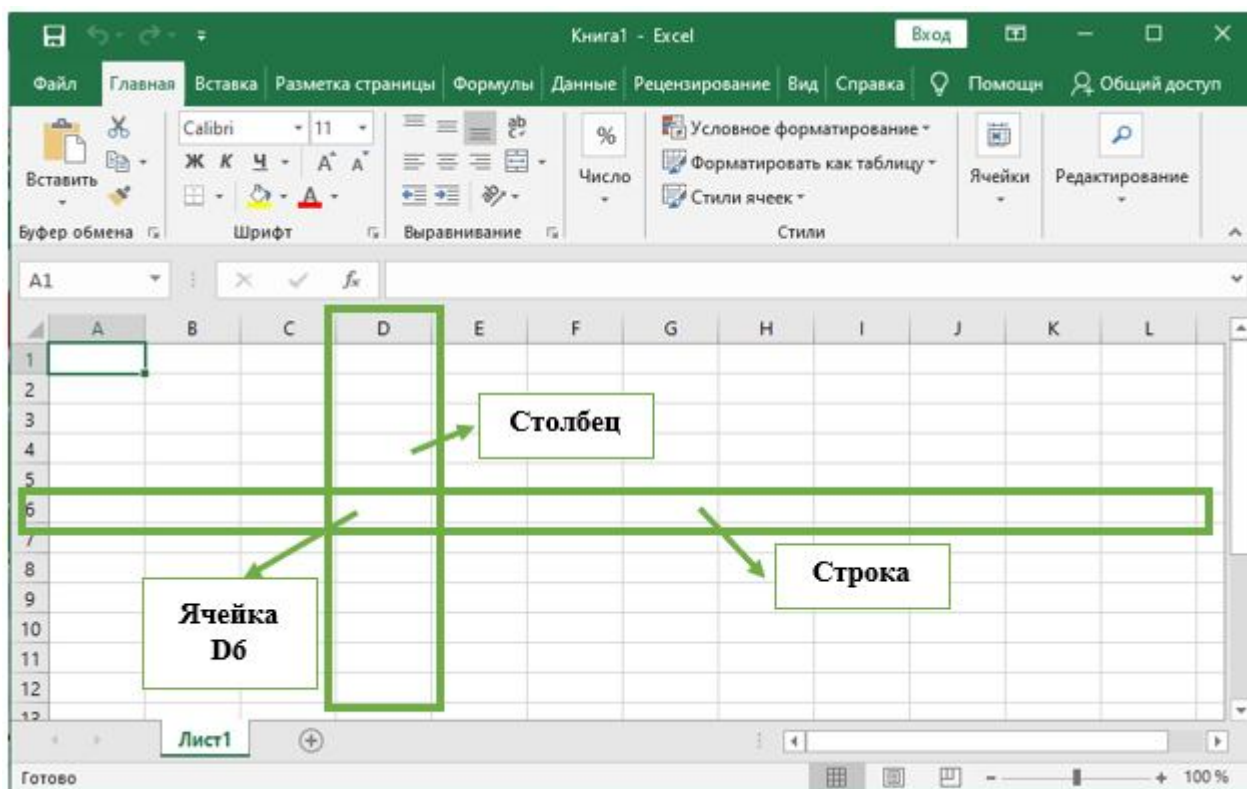 Книга1 - Excel Вход
Файл Главная Вставка Разметка страницы Формулы Данные Рецензирование Вид Справка Помощн Общий доступ
Вставить
Буфер обмена
Calibri 11
Ж К Ч
Шрифт
ab
Выравнивание
%
Число
Условное форматирование
Форматировать как таблицу
Стили ячеек
Стили
Ячейки
Редактирование
A1 fx
A B C D E F G H I J K L
1
2
3
4
5
6
7
8
9
10
11
12
13
Столбец
Строка
Ячейка
D6
Лист1
Готово 100 %